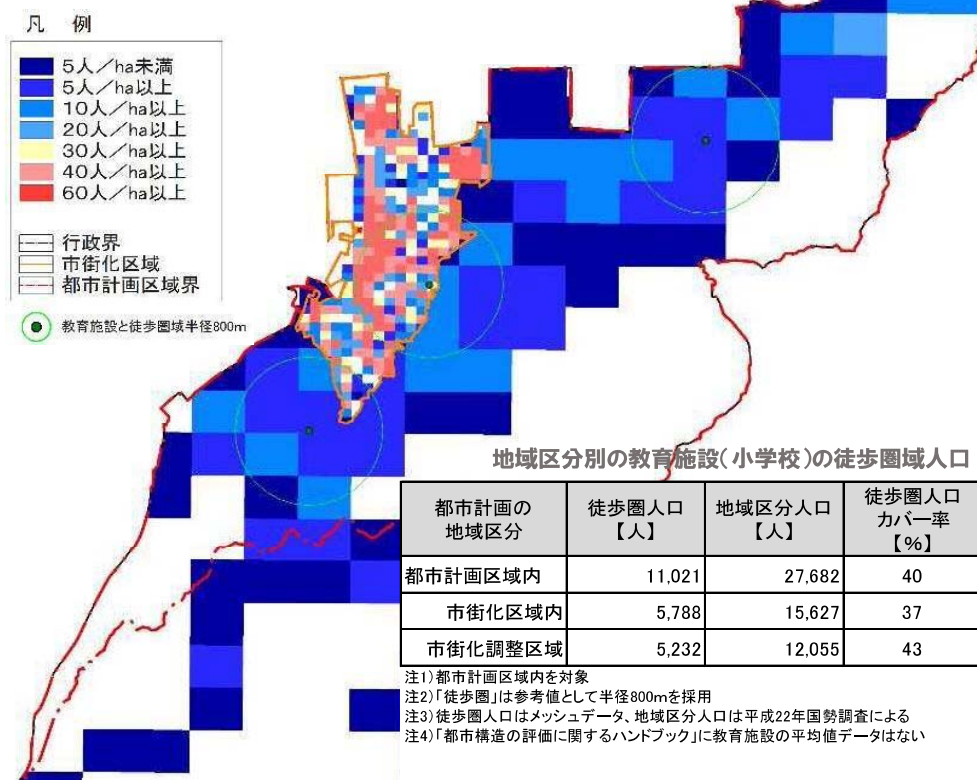 凡 例
5人/ha未満
5人/ha以上
10人/ha以上
20人/ha以上
30人/ha以上
40人/ha以上
60人/ha以上
行政界
市街化区域
都市計画区域界
教育施設と徒歩圏域半径800m
地域区分別の教育施設(小学校)の徒歩圏域人口
都市計画の
地域区分
徒歩圏人口
【人】
地域区分人口
【人】
徒歩圏人口
カバー率
【%】
都市計画区域内 11,021 27,682 40
市街化区域内 5,788 15,627 37
市街化調整区域 5,232 12,055 43
注1)都市計画区域内を対象
注2)「徒歩圏」は参考値として半径800mを採用
注3)徒歩圏人口はメッシュデータ、地域区分人口は平成22年国勢調査による
注4)「都市構造の評価に関するハンドブック」に教育施設の平均値データはない